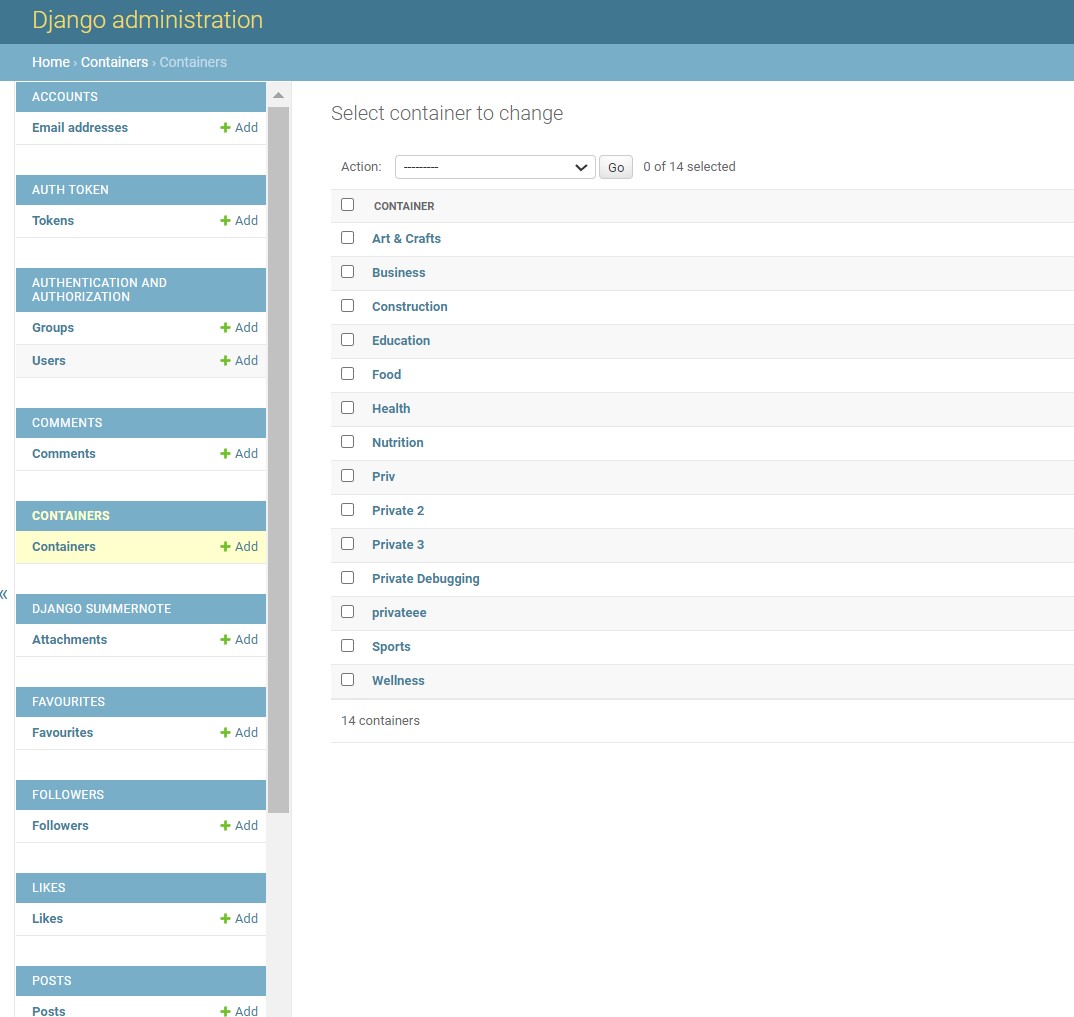 Django administration
Home › Containers › Containers
ACCOUNTS
Email addresses + Add
AUTH TOKEN
Tokens + Add
AUTHENTICATION AND
AUTHORIZATION
Groups + Add
Users + Add
COMMENTS
Comments + Add
CONTAINERS
Containers + Add
«
DJANGO SUMMERNOTE
Attachments + Add
FAVOURITES
Favourites + Add
FOLLOWERS
Followers + Add
LIKES
Likes + Add
POSTS
Posts + Add
Select container to change
Action: --------- Go 0 of 14 selected
CONTAINER
Art & Crafts
Business
Construction
Education
Food
Health
Nutrition
Priv
Private 2
Private 3
Private Debugging
privateee
Sports
Wellness
14 containers